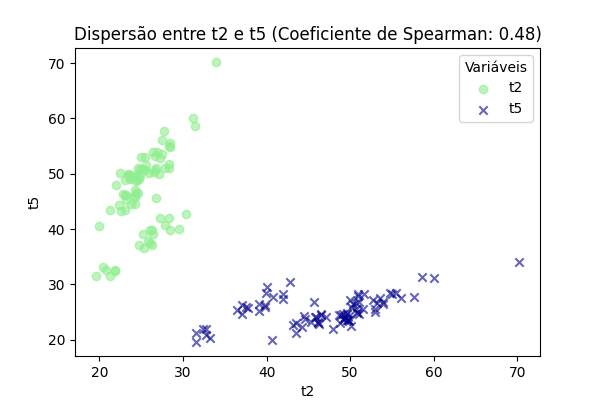 Dispersão entre t2 e t5 (Coeficiente de Spearman: 0.48)
Variáveis
t2
t5
t5
70
60
50
40
30
20
20 30 40 50 60 70
t2